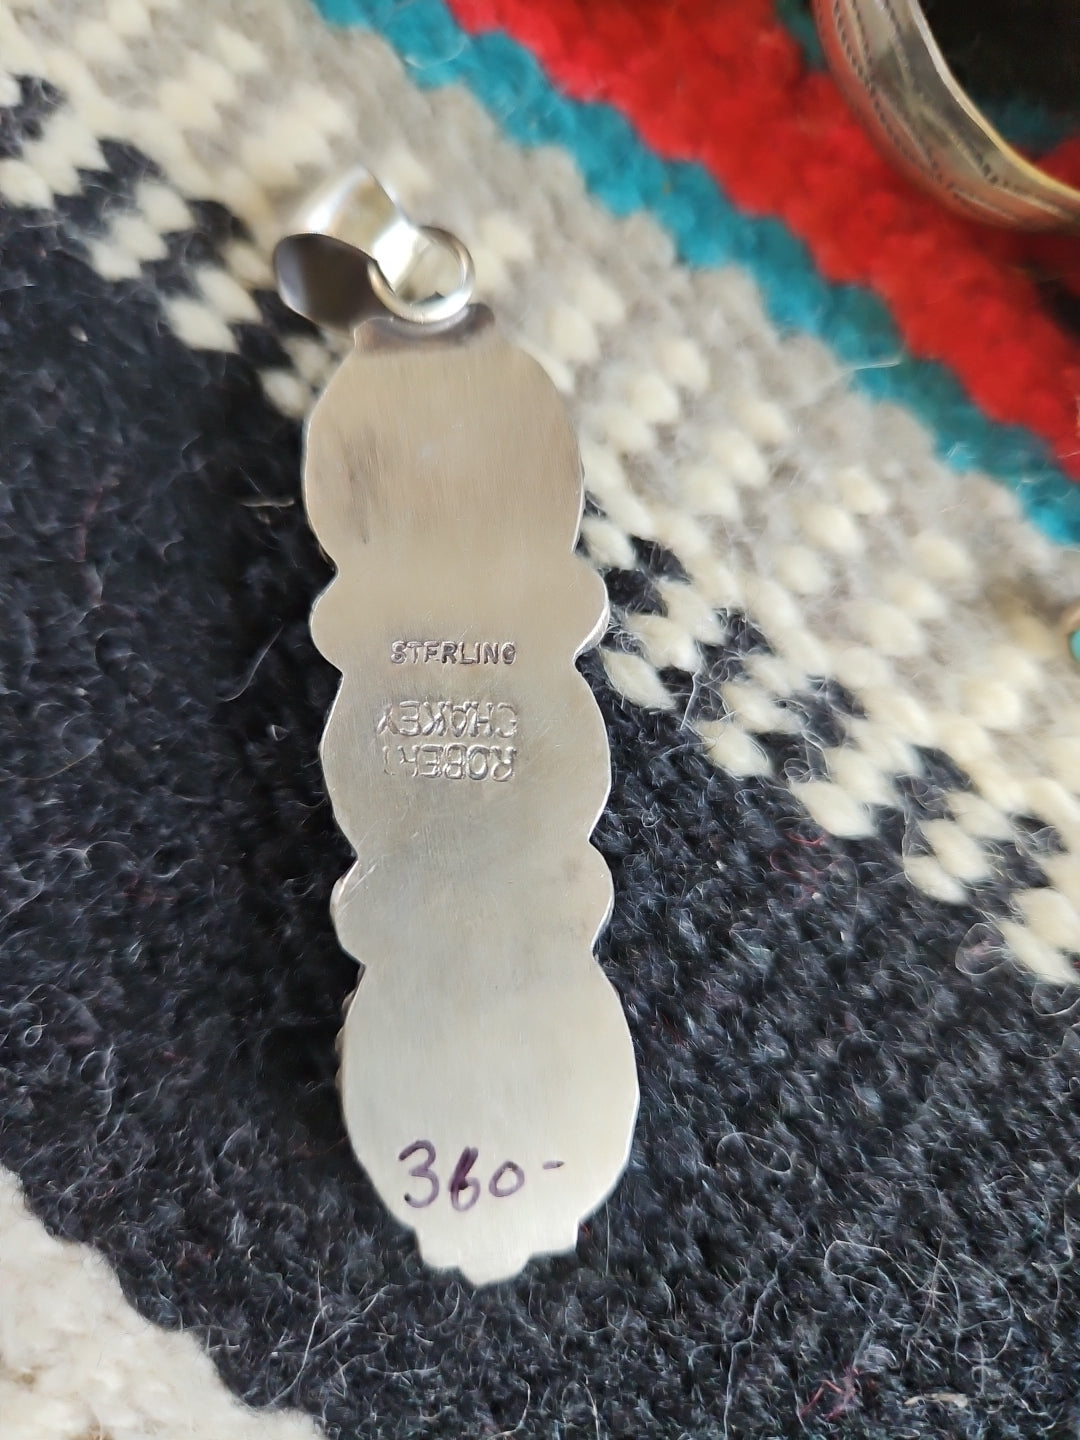 STERLING
ROBERT
CHAKEY
360-